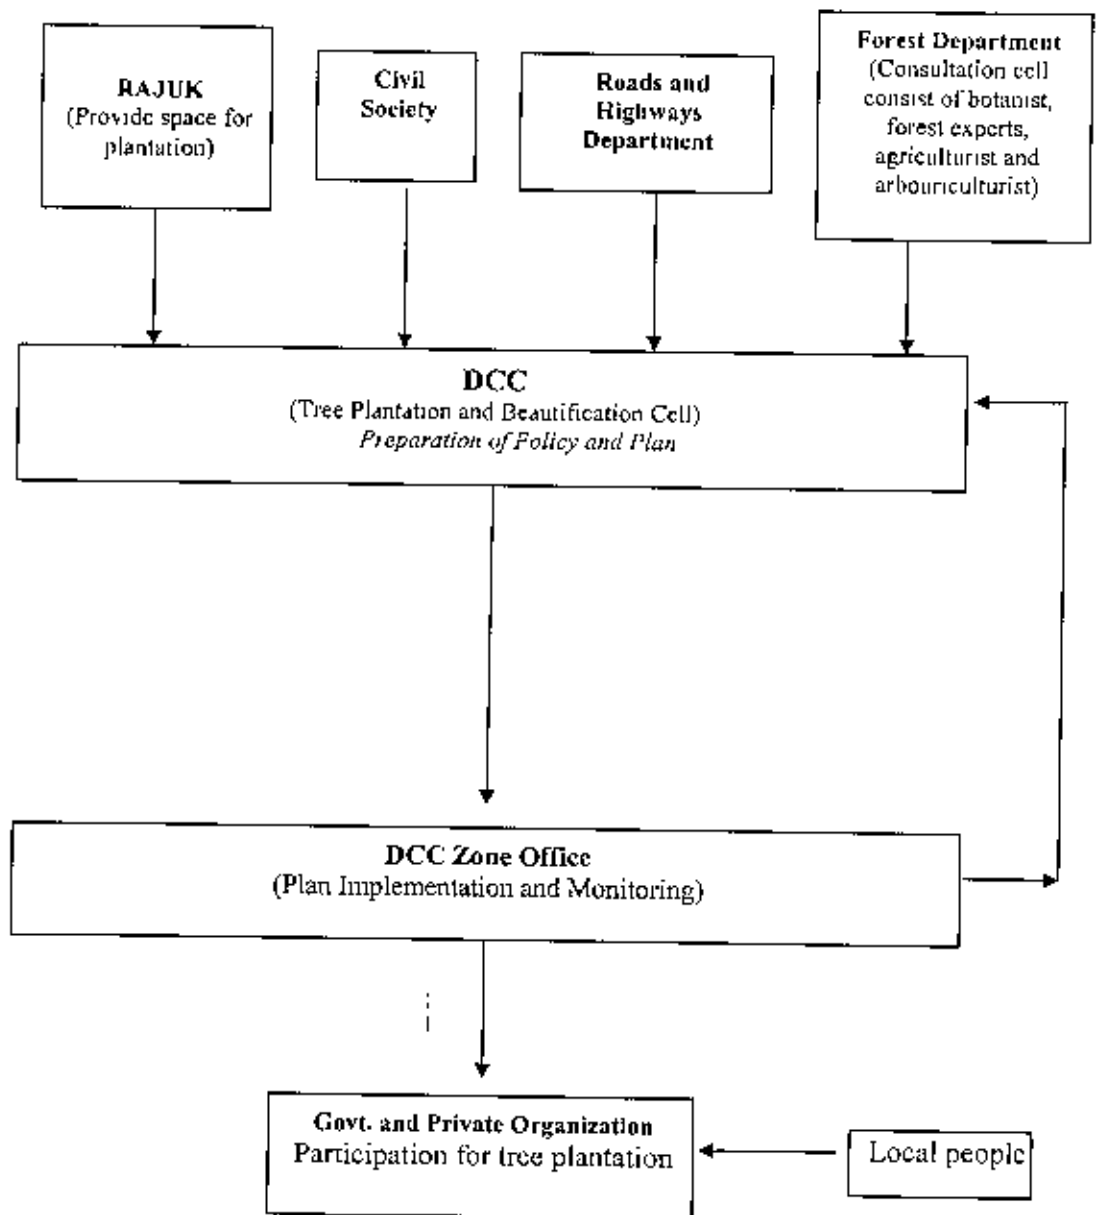 RAJUK
(Provide space for
plantation)
Civil
Society
Roads and
Highways
Department
Forest Department
(Consultation cell
consist of botanist,
forest experts,
agriculturist and
arbouriculturist)
DCC
(Tree Plantation and Beautification Cell)
Preparation of Policy and Plan
DCC Zone Office
(Plan Implementation and Monitoring)
Govt. and Private Organization
Participation for tree plantation
Local people